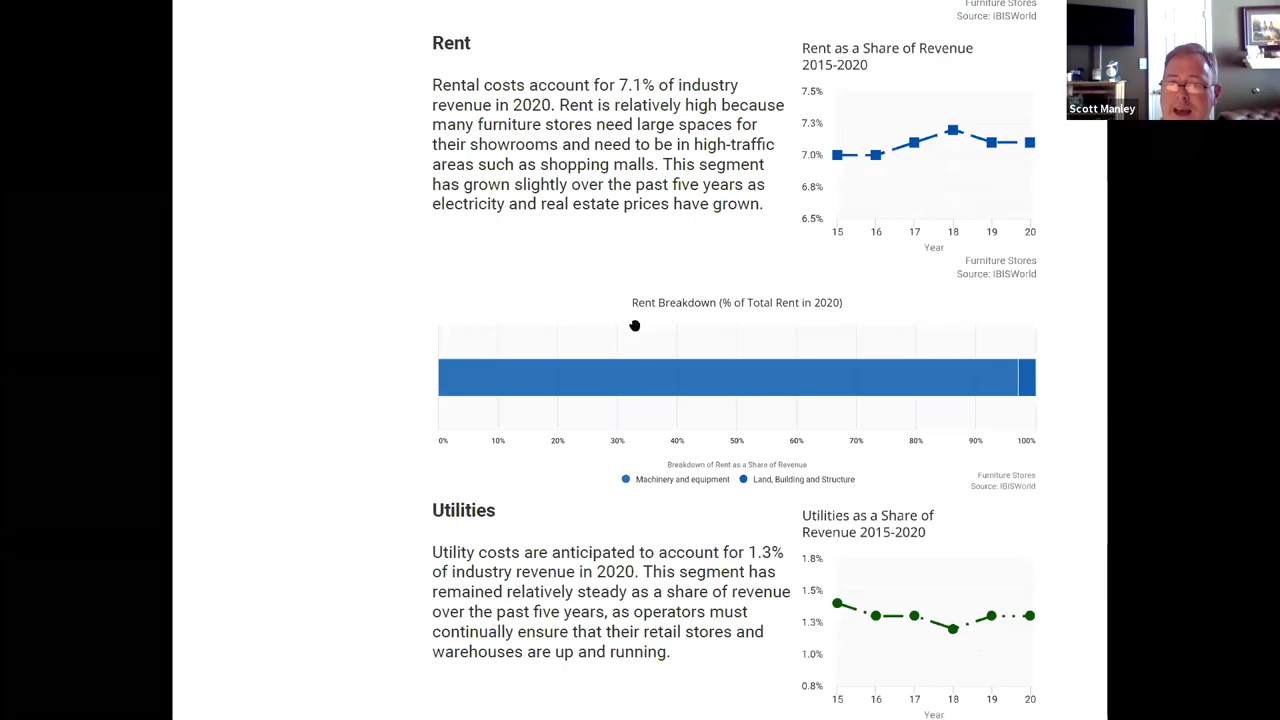 Furniture Stores
Source: IBISWorld
Scott Manley
Rent
Rental costs account for 7.1% of industry
revenue in 2020. Rent is relatively high because
many furniture stores need large spaces for
their showrooms and need to be in high-traffic
areas such as shopping malls. This segment
has grown slightly over the past five years as
electricity and real estate prices have grown.
Rent as a Share of Revenue
2015-2020
7.5%
7.3%
7.0%
6.8%
6.5%
15 16 17 18 19 20
Year
Furniture Stores
Source: IBISWorld
Rent Breakdown (% of Total Rent in 2020)
0% 10% 20% 30% 40% 50% 60% 70% 80% 90% 100%
Breakdown of Rent as a Share of Revenue
Machinery and equipment Land, Building and Structure
Furniture Stores
Source: IBISWorld
Utilities
Utility costs are anticipated to account for 1.3%
of industry revenue in 2020. This segment has
remained relatively steady as a share of revenue
over the past five years, as operators must
continually ensure that their retail stores and
warehouses are up and running.
Utilities as a Share of
Revenue 2015-2020
1.8%
1.5%
1.3%
1.0%
0.8%
15 16 17 18 19 20
Year